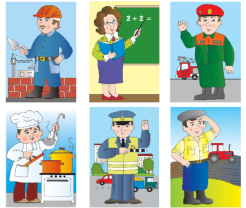 2 + 2 =